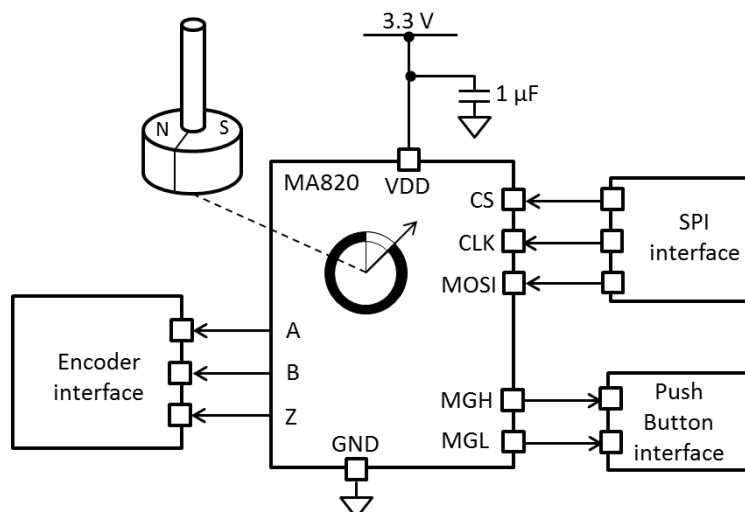 3.3 V
1 µF
N S
MA820
VDD
CS
CLK
MOSI
SPI
interface
A
B
Z
Encoder
interface
MGH
MGL
Push
Button
interface
GND